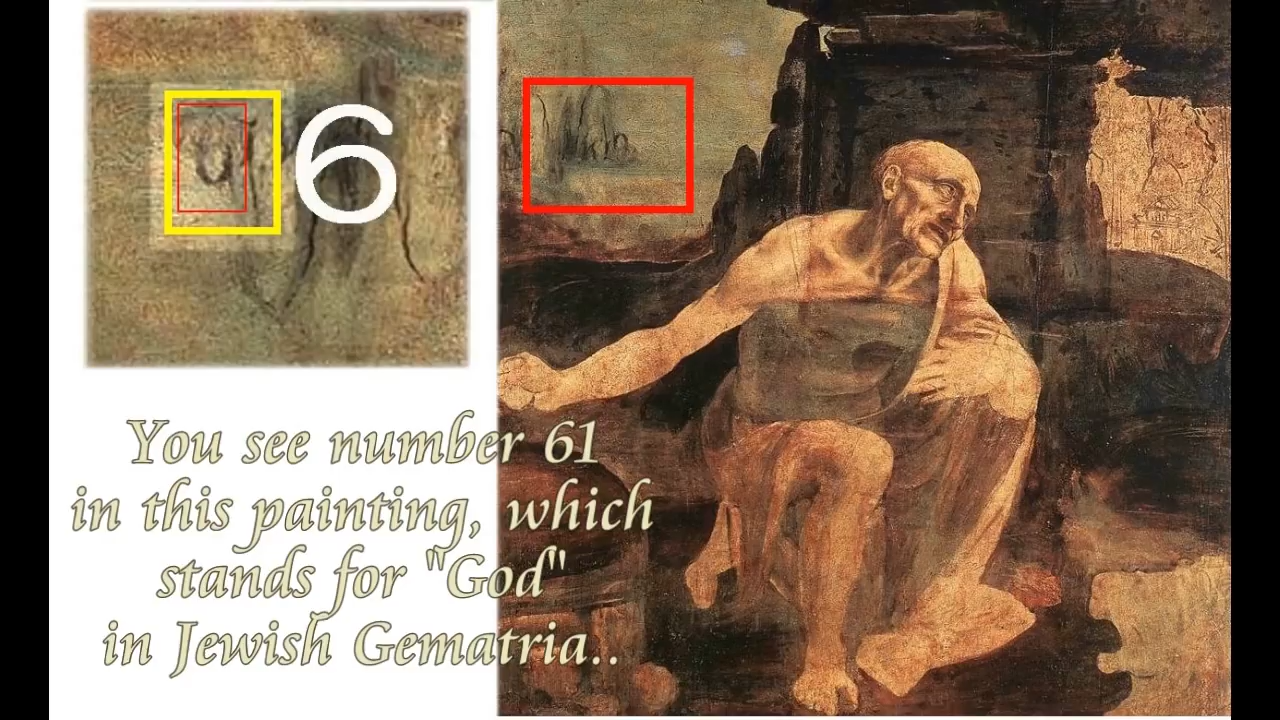 6
You see number 61
in this painting, which
stands for "God"
in Jewish Gematria..